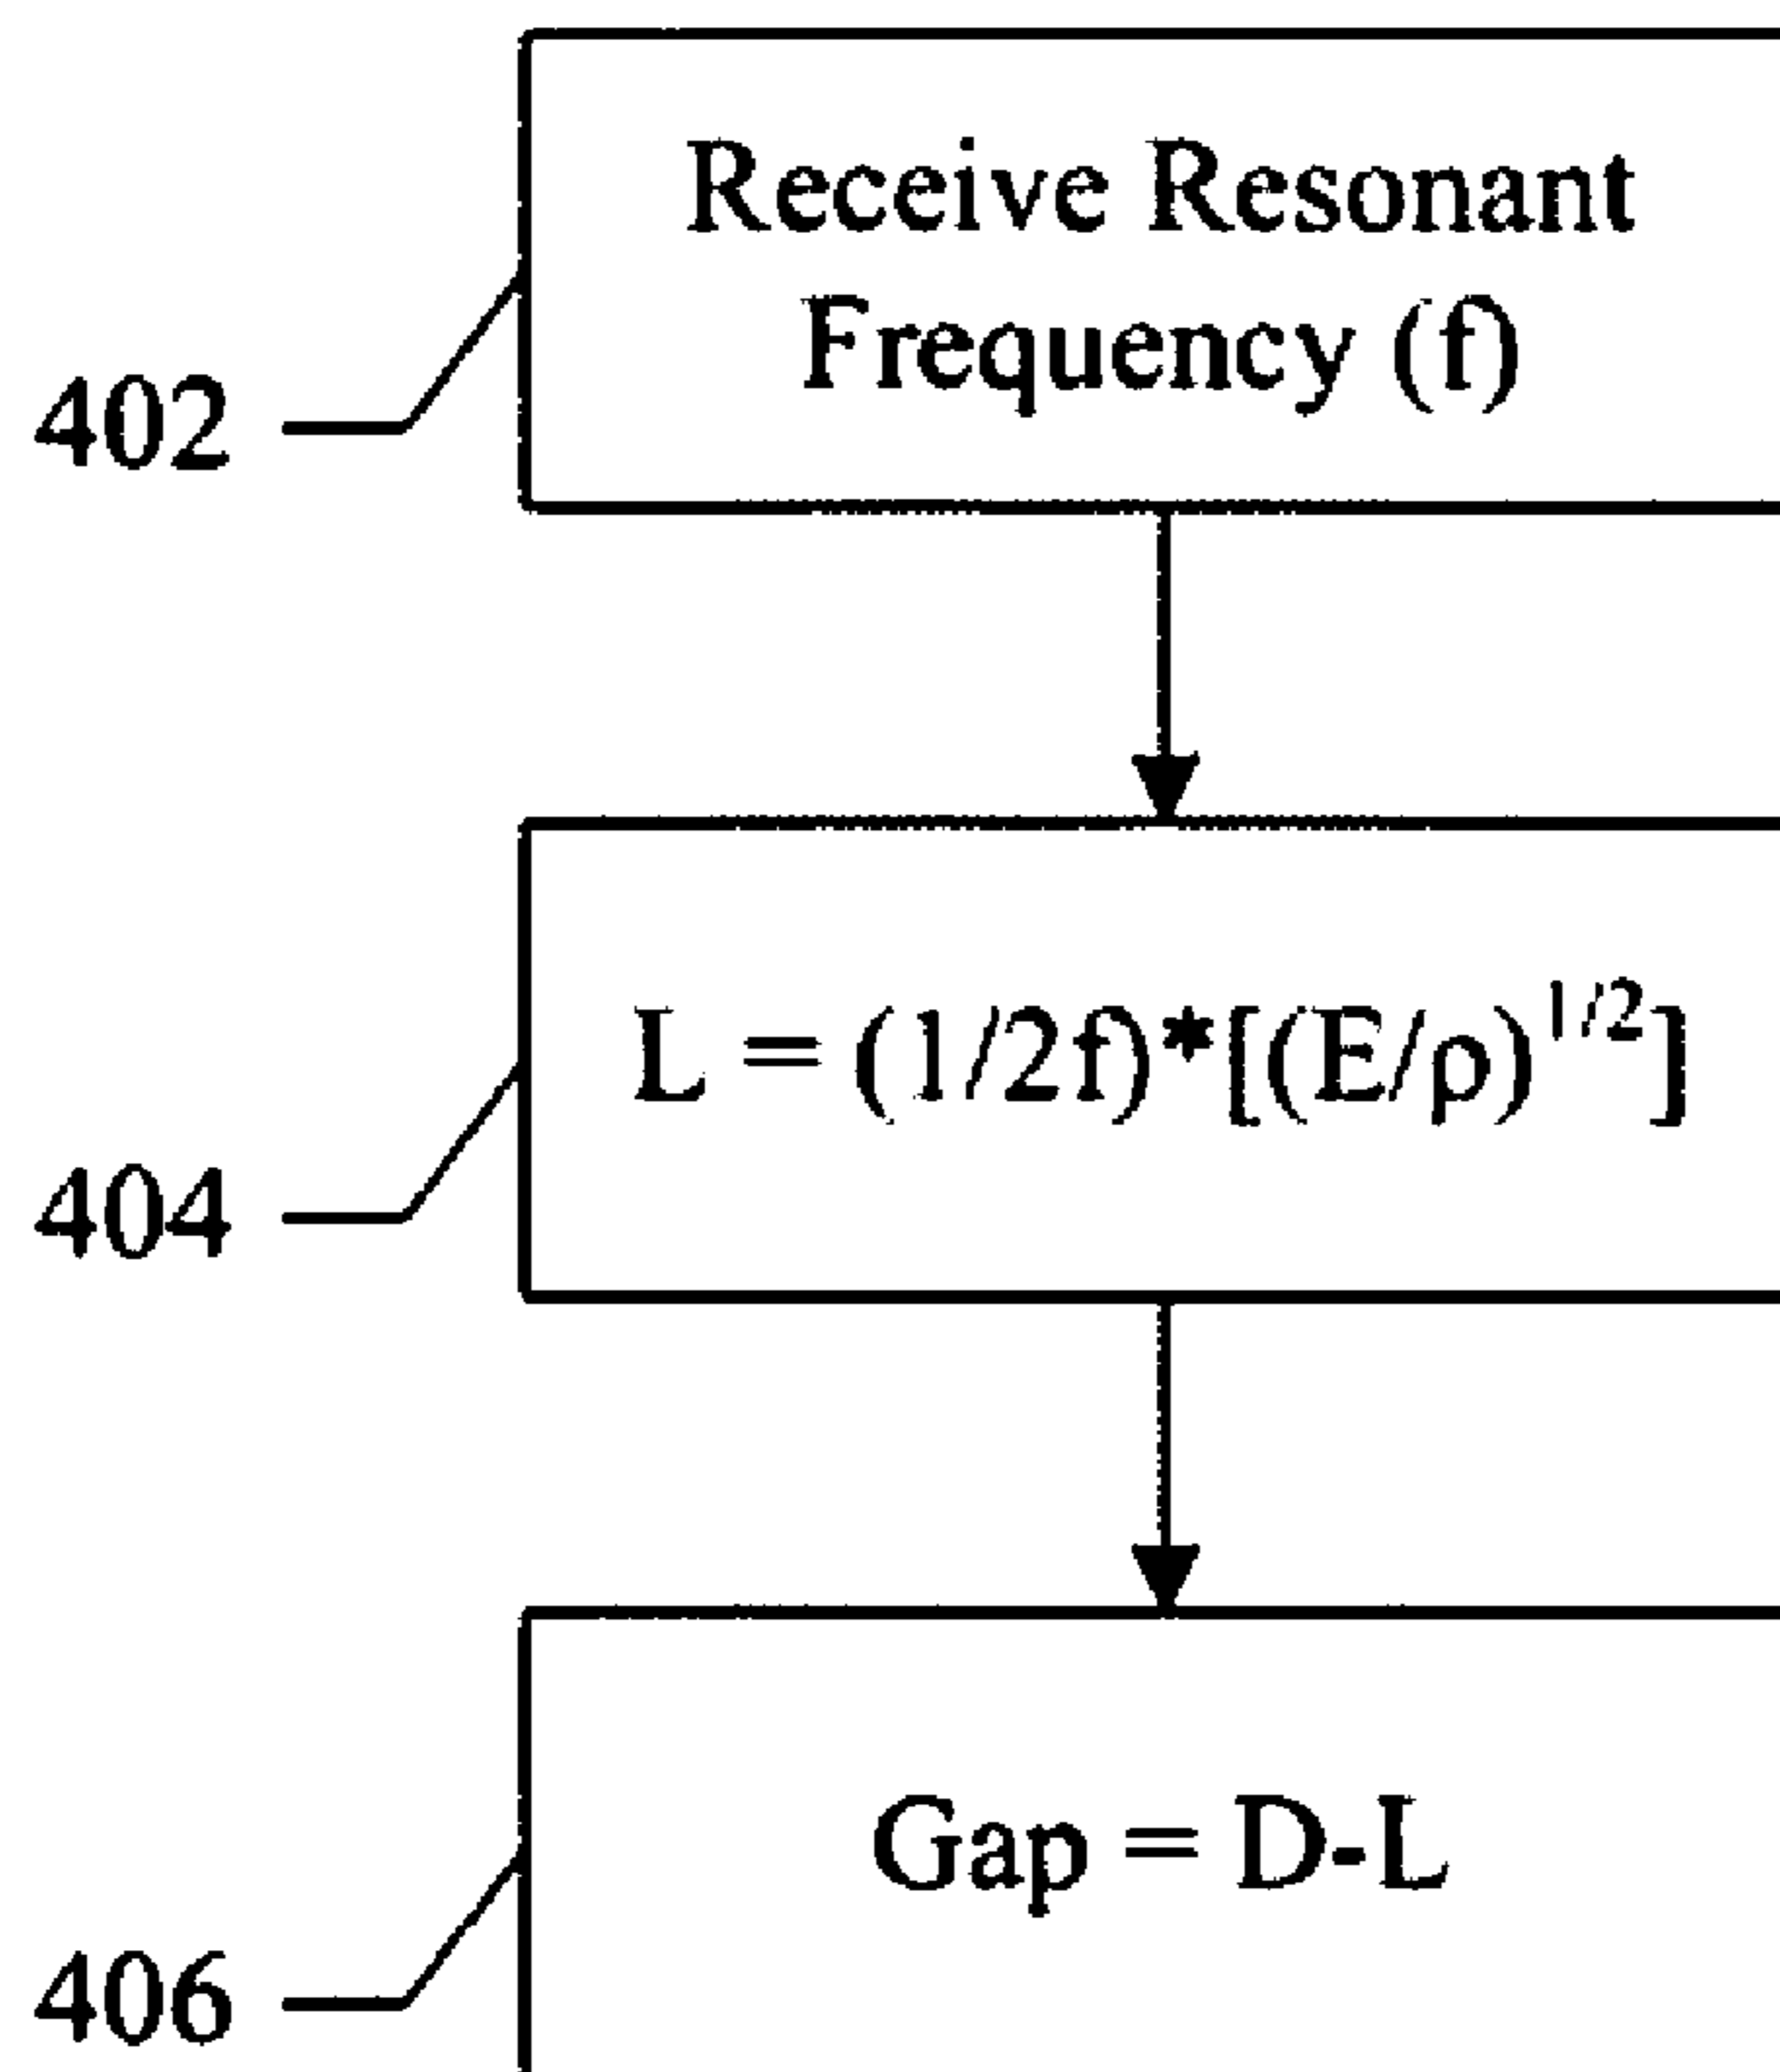 Receive Resonant
Frequency (f)
402
L = (1/2f)*[(E/ρ)^1/2]
404
Gap = D-L
406